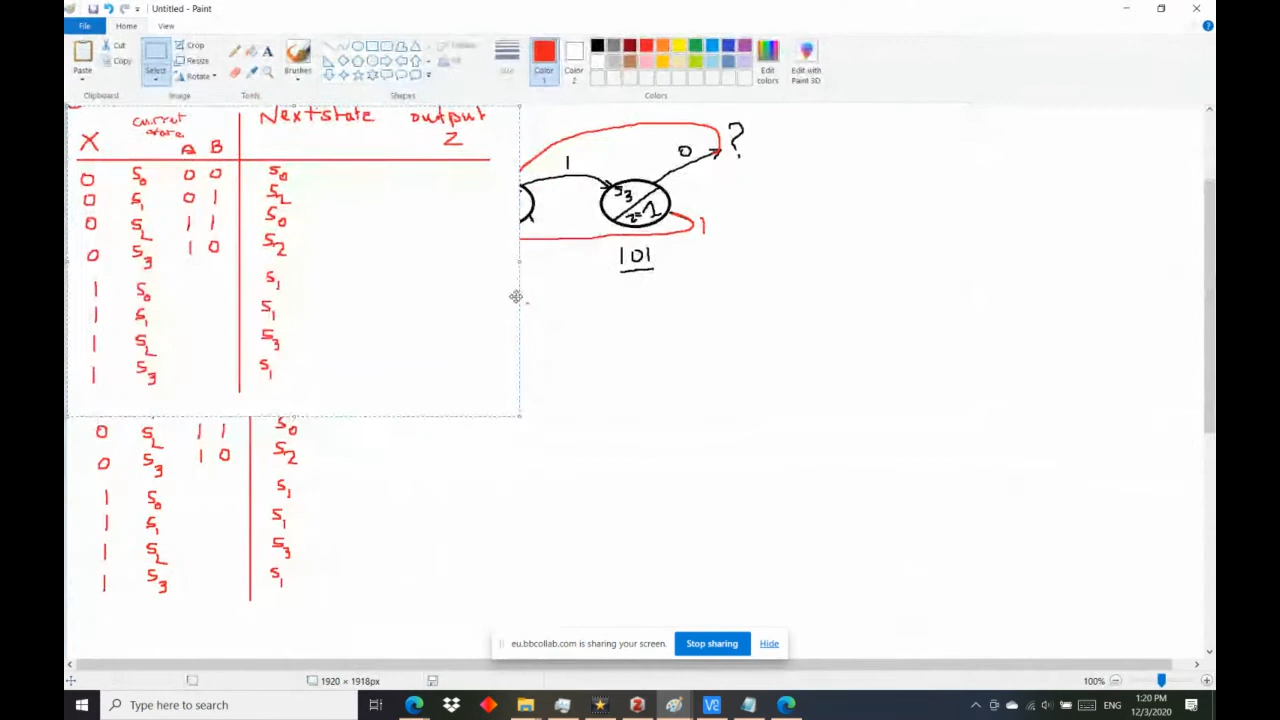 Untitled - Paint
File Home View
Paste Cut Copy Select Crop Resize Rotate Brushes Size Color 1 Color 2 Edit colors Edit with Paint 3D
Clipboard Image Tools Shapes Colors
X Current state A B Next state output Z
0 S0 0 0 S0
0 S1 0 1 S2
0 S2 1 1 S0
0 S3 1 0 S2
1 S0 S1
1 S1 S1
1 S2 S3
1 S3 S1
1 0 ?
S3
Z=1
1
101
0 S2 1 1 S0
0 S3 1 0 S2
1 S0 S1
1 S1 S1
1 S2 S3
1 S3 S1
eu.bbcollab.com is sharing your screen. Stop sharing Hide
1920 × 1918px 100%
Type here to search
ENG
1:20 PM
12/3/2020